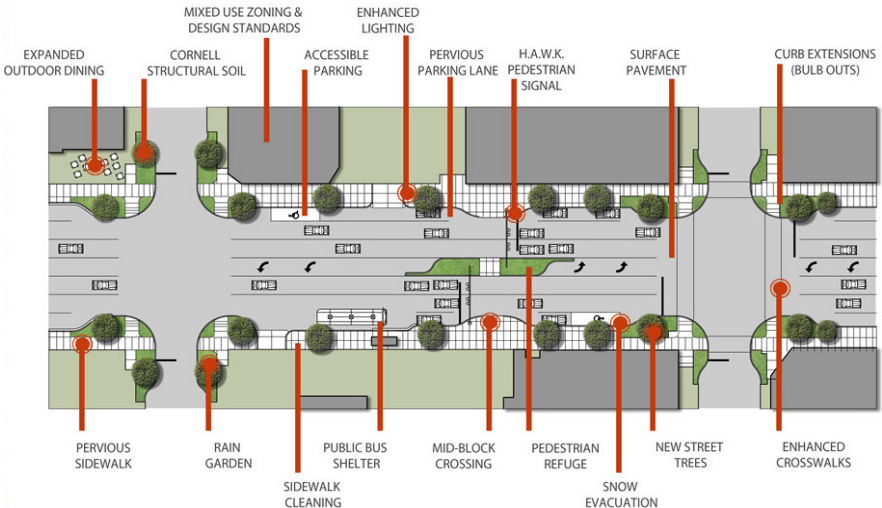 MIXED USE ZONING &
DESIGN STANDARDS
ENHANCED
LIGHTING
EXPANDED
OUTDOOR DINING
CORNELL
STRUCTURAL SOIL
ACCESSIBLE
PARKING
PERVIOUS
PARKING LANE
H.A.W.K.
PEDESTRIAN
SIGNAL
SURFACE
PAVEMENT
CURB EXTENSIONS
(BULB OUTS)
PERVIOUS
SIDEWALK
RAIN
GARDEN
PUBLIC BUS
SHELTER
MID-BLOCK
CROSSING
PEDESTRIAN
REFUGE
NEW STREET
TREES
ENHANCED
CROSSWALKS
SIDEWALK
CLEANING
SNOW
EVACUATION